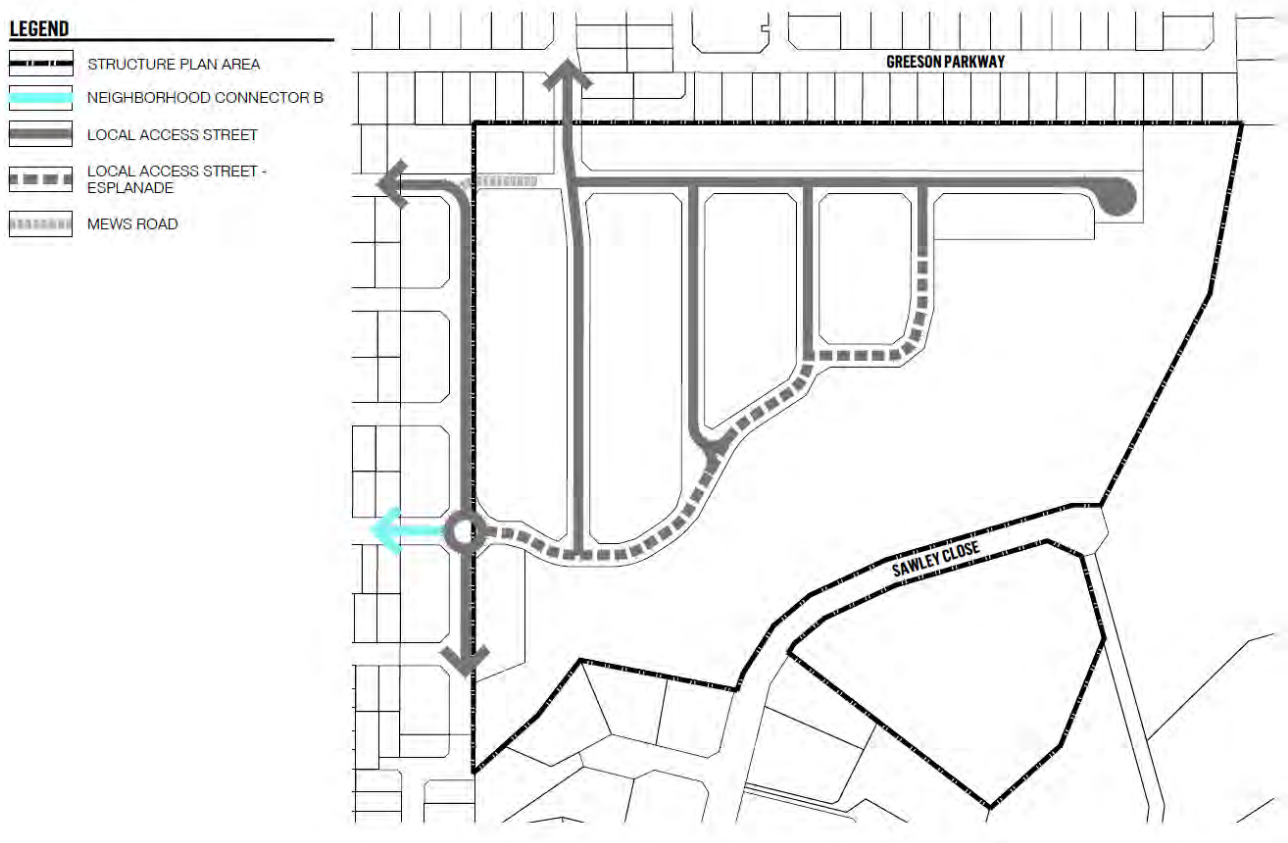 LEGEND
STRUCTURE PLAN AREA
NEIGHBORHOOD CONNECTOR B
LOCAL ACCESS STREET
LOCAL ACCESS STREET -
ESPLANADE
MEWS ROAD
GREESON PARKWAY
SAWLEY CLOSE